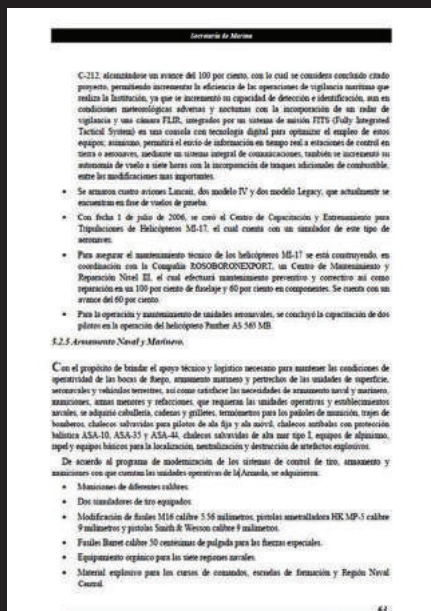 Secretaría de Marina
C-212, alcanzándose un avance del 100 por ciento, con lo cual se considera concluido citado
proyecto, permitiendo incrementar la eficiencia de las operaciones de vigilancia marítima que
realiza la Institución, ya que se incrementó su capacidad de detección e identificación, aun en
condiciones meteorológicas adversas y nocturnas con la incorporación de un radar de
vigilancia y una cámara FLIR, integrados por un sistema de misión FITS (Fully Integrated
Tactical System) en una consola con tecnología digital para optimizar el empleo de estos
equipos; asimismo, permitirá el envío de información en tiempo real a estaciones de control en
tierra o aeronaves, mediante un sistema integral de comunicaciones, también se incrementó su
autonomía de vuelo a siete horas con la incorporación de tanques adicionales de combustible,
entre las modificaciones mas importantes.
• Se armaron cuatro aviones Lancair, dos modelo IV y dos modelo Legacy, que actualmente se
encuentran en fase de vuelos de prueba.
• Con fecha 1 de julio de 2006, se creó el Centro de Capacitación y Entrenamiento para
Tripulaciones de Helicópteros MI-17, el cual cuenta con un simulador de este tipo de
aeronaves.
• Para asegurar el mantenimiento técnico de los helicópteros MI-17 se está construyendo, en
coordinación con la Compañía ROSOBORONEXPORT, un Centro de Mantenimiento y
Reparación Nivel III, el cual efectuará mantenimiento preventivo y correctivo así como
reparación en un 100 por ciento de fuselaje y 60 por ciento en componentes. Se cuenta con un
avance del 60 por ciento.
• Para la operación y mantenimiento de unidades aeronavales, se concluyó la capacitación de dos
pilotos en la operación del helicóptero Panther AS 565 MB.
5.2.5 Armamento Naval y Marinero.
Con el propósito de brindar el apoyo técnico y logístico necesario para mantener las condiciones de
operatividad de las bocas de fuego, armamento marinero y pertrechos de las unidades de superficie,
aeronavales y vehículos terrestres, así como satisfacer las necesidades de armamento naval y marinero,
municiones, armas menores y refacciones, que requieran las unidades operativas y establecimientos
navales, se adquirió cabullería, cadenas y grilletes, termómetros para los pañoles de munición, trajes de
bomberos, chalecos salvavidas para pilotos de ala fija y ala móvil, chalecos antibalas con protección
balística ASA-10, ASA-35 y ASA-44, chalecos salvavidas de alta mar tipo I, equipos de alpinismo,
rapel y equipos básicos para la localización, neutralización y destrucción de artefactos explosivos.
De acuerdo al programa de modernización de los sistemas de control de tiro, armamento y
municiones con que cuentan las unidades operativas de la Armada, se adquirieron:
• Municiones de diferentes calibres.
• Dos simuladores de tiro equipados.
• Modificación de fusiles M16 calibre 5.56 milímetros, pistolas ametralladora HK MP-5 calibre
9 milímetros y pistolas Smith & Wesson calibre 9 milímetros.
• Fusiles Barret calibre 50 centésimas de pulgada para las fuerzas especiales.
• Equipamiento orgánico para las siete regiones navales.
• Material explosivo para los cursos de comandos, escuelas de formación y Región Naval
Central.